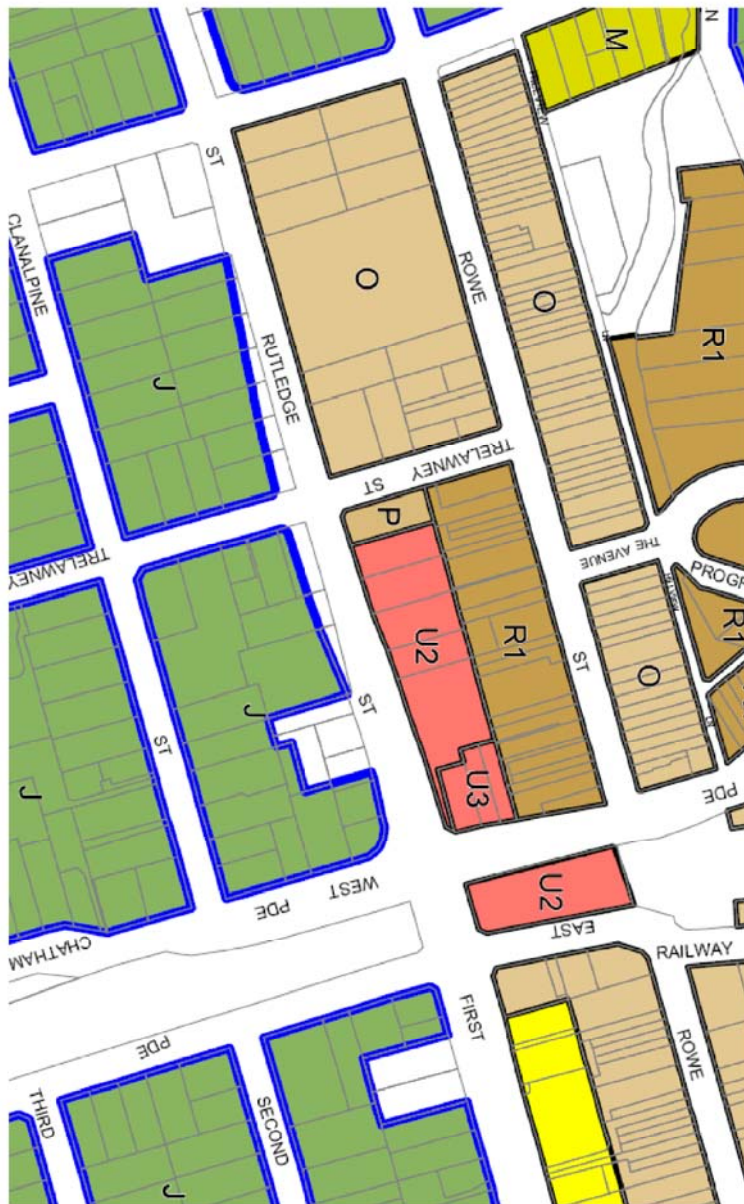 M
ST
CLANALPINE
ROWE
O
O
R1
RUTLEDGE
J
TRELAWNEY
ST
P
THE AVENUE
TRELAWNEY
U2
R1
R1
O
ST
ST
J
ST
J
U3
PDE
WEST
PDE
U2
EAST
RAILWAY
CHATHAM
FIRST
ROWE
PDE
SECOND
THIRD
J